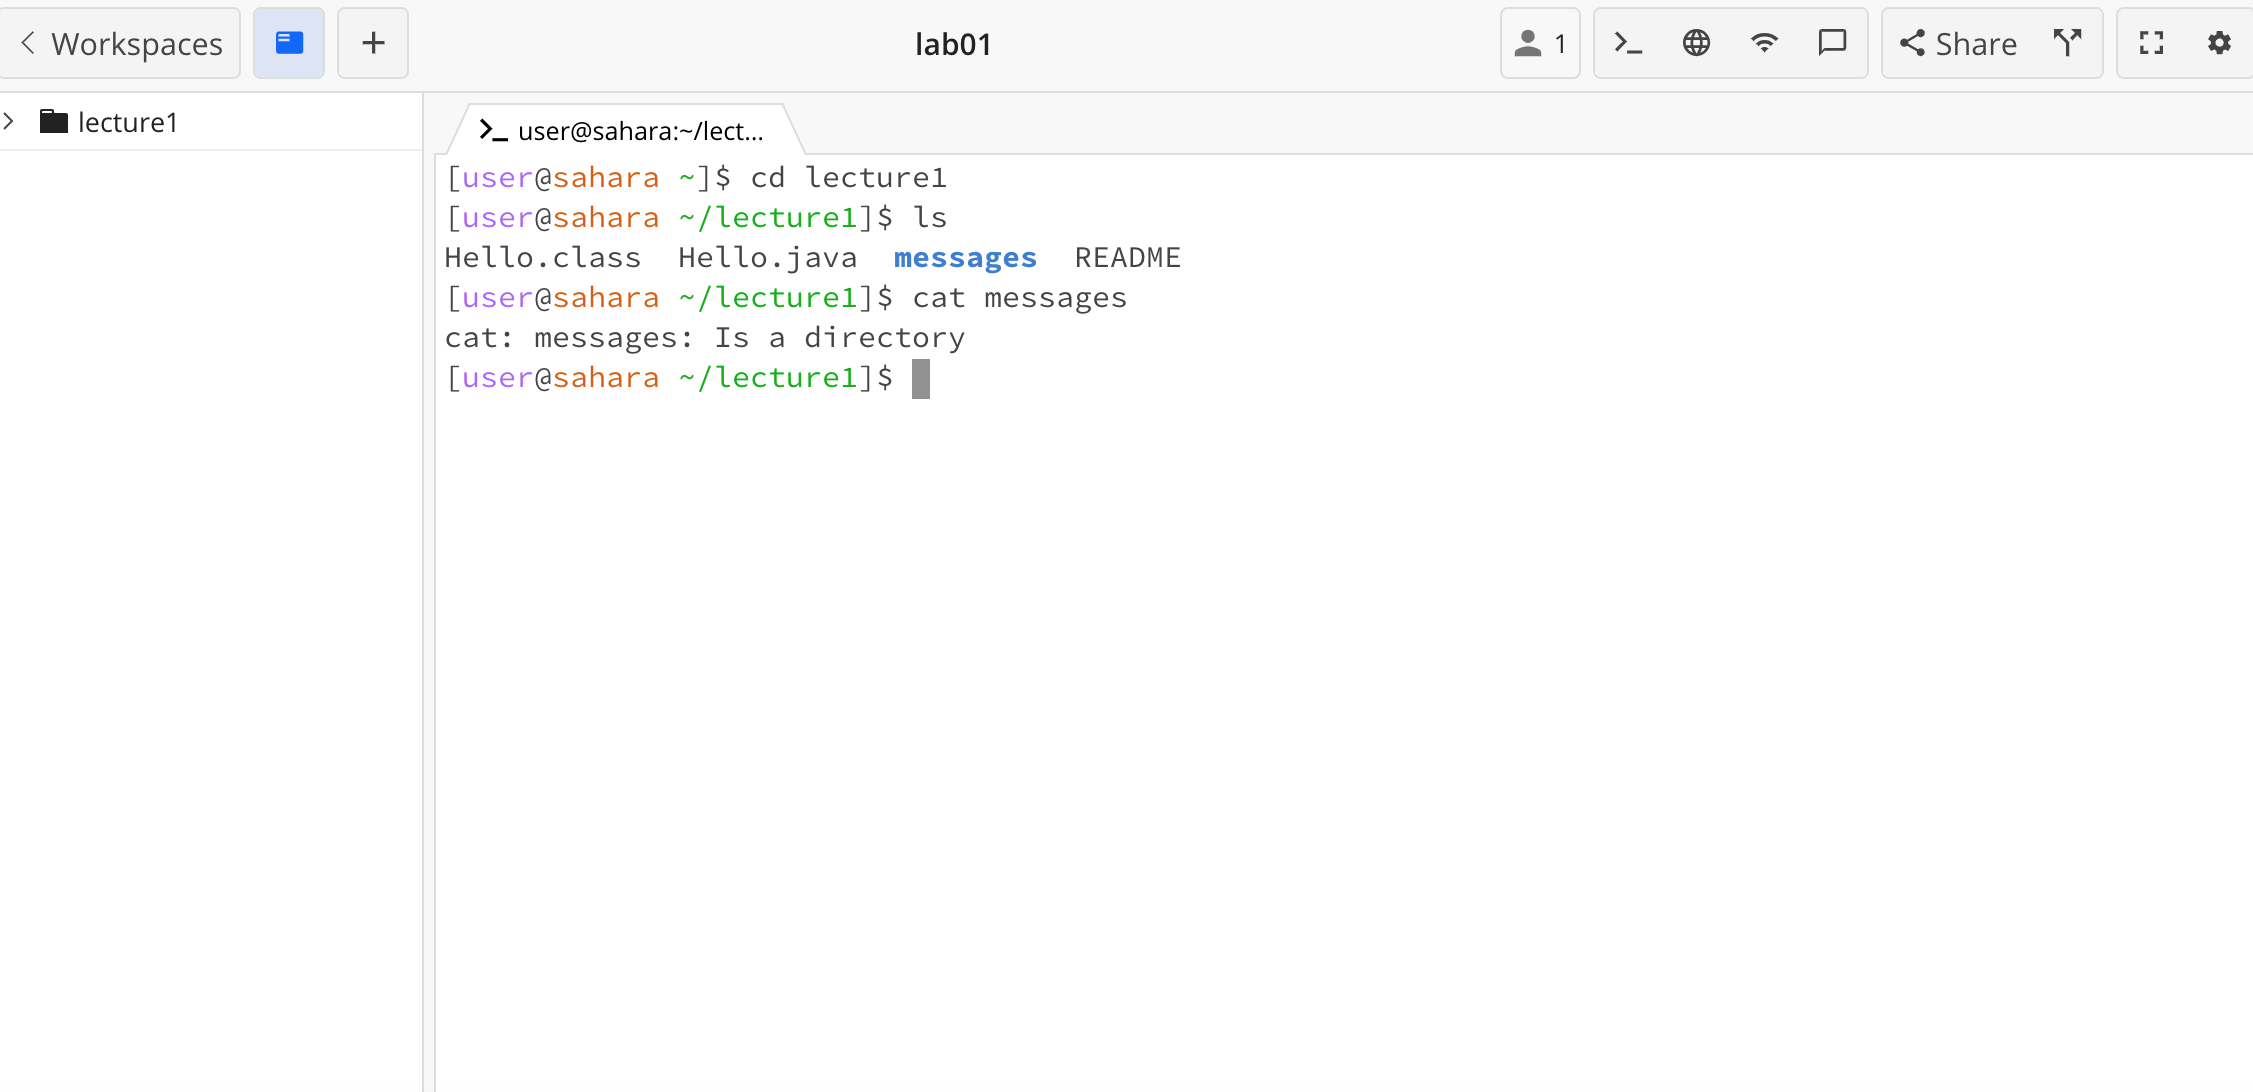 Workspaces
lab01
1
Share
lecture1
user@sahara:~/lect...
[user@sahara ~]$ cd lecture1
[user@sahara ~/lecture1]$ ls
Hello.class  Hello.java  messages  README
[user@sahara ~/lecture1]$ cat messages
cat: messages: Is a directory
[user@sahara ~/lecture1]$